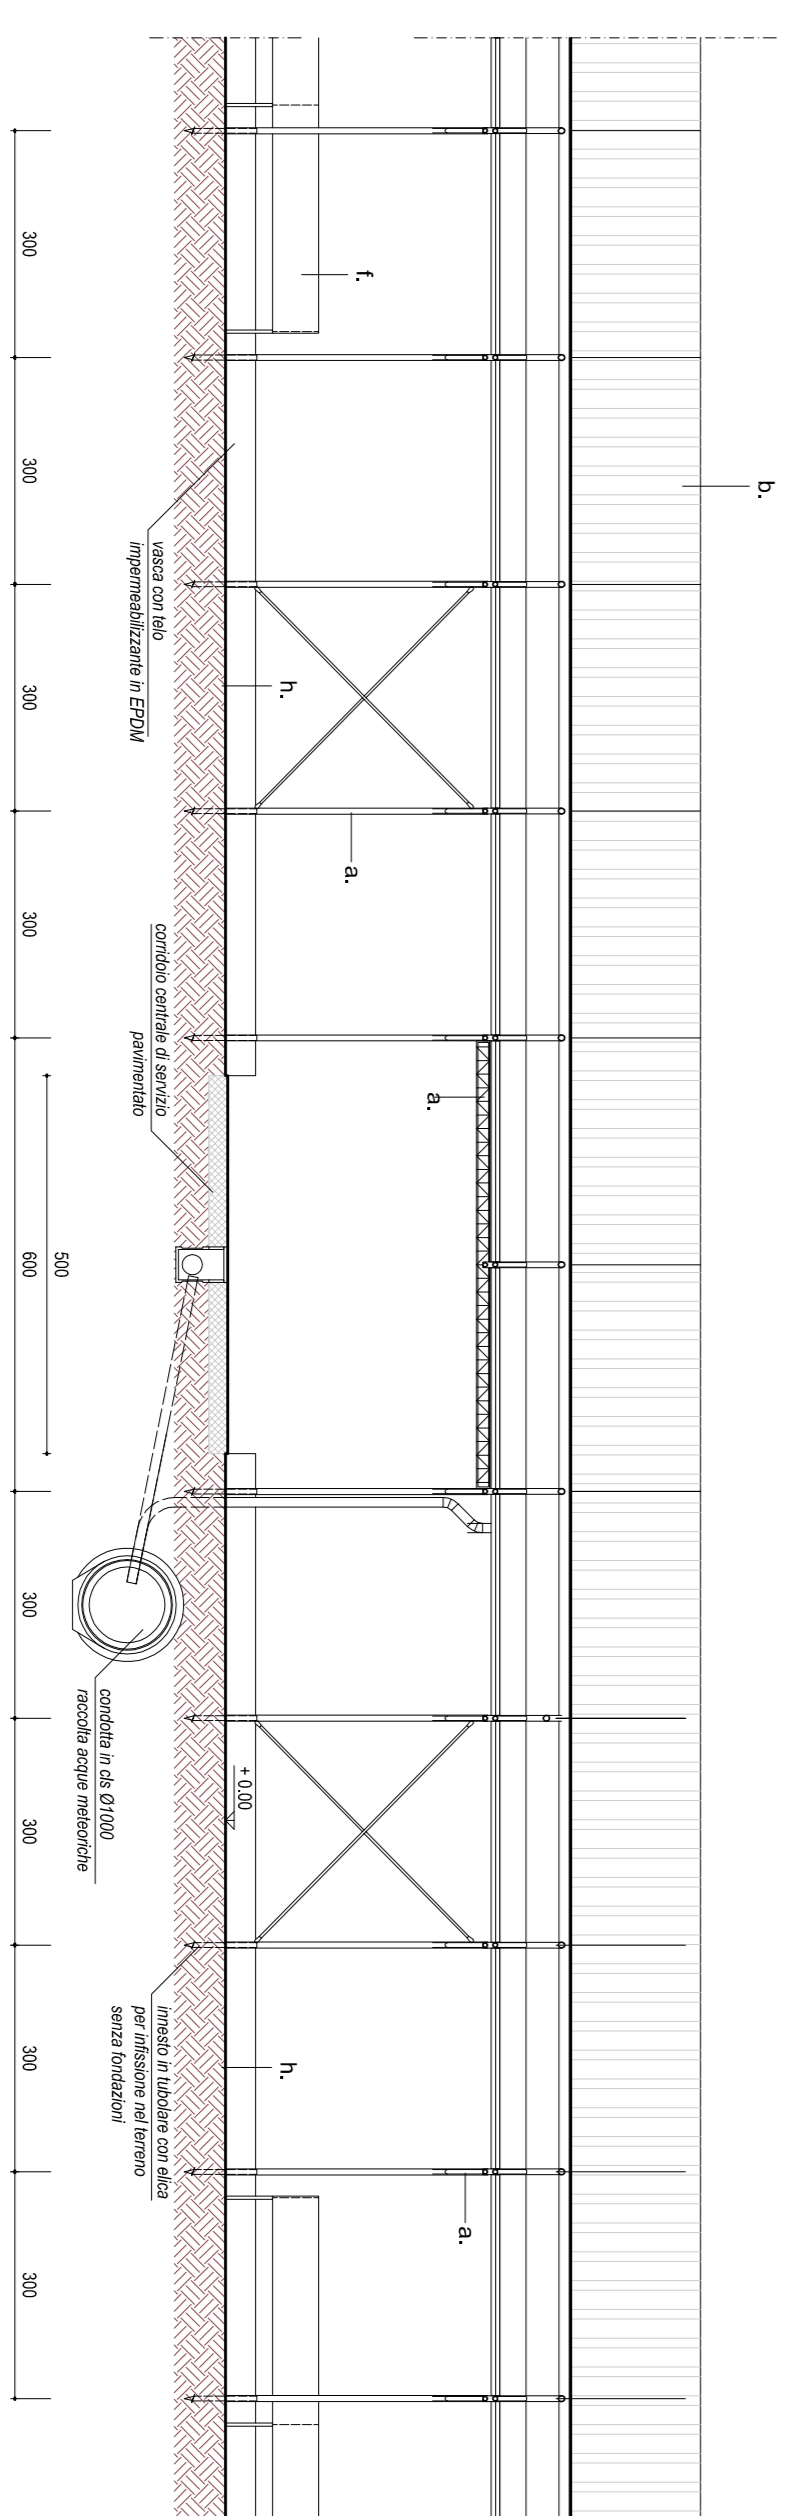 b.
f.
a.
a.
a.
h.
h.
+ 0.00
vasca con telo
impermeabilizzante in EPDM
corridoio centrale di servizio
pavimentato
condotta in cls Ø1000
raccolta acque meteoriche
innesto in tubolare con elica
per infissione nel terreno
senza fondazioni
500
300
300
300
300
600
300
300
300
300